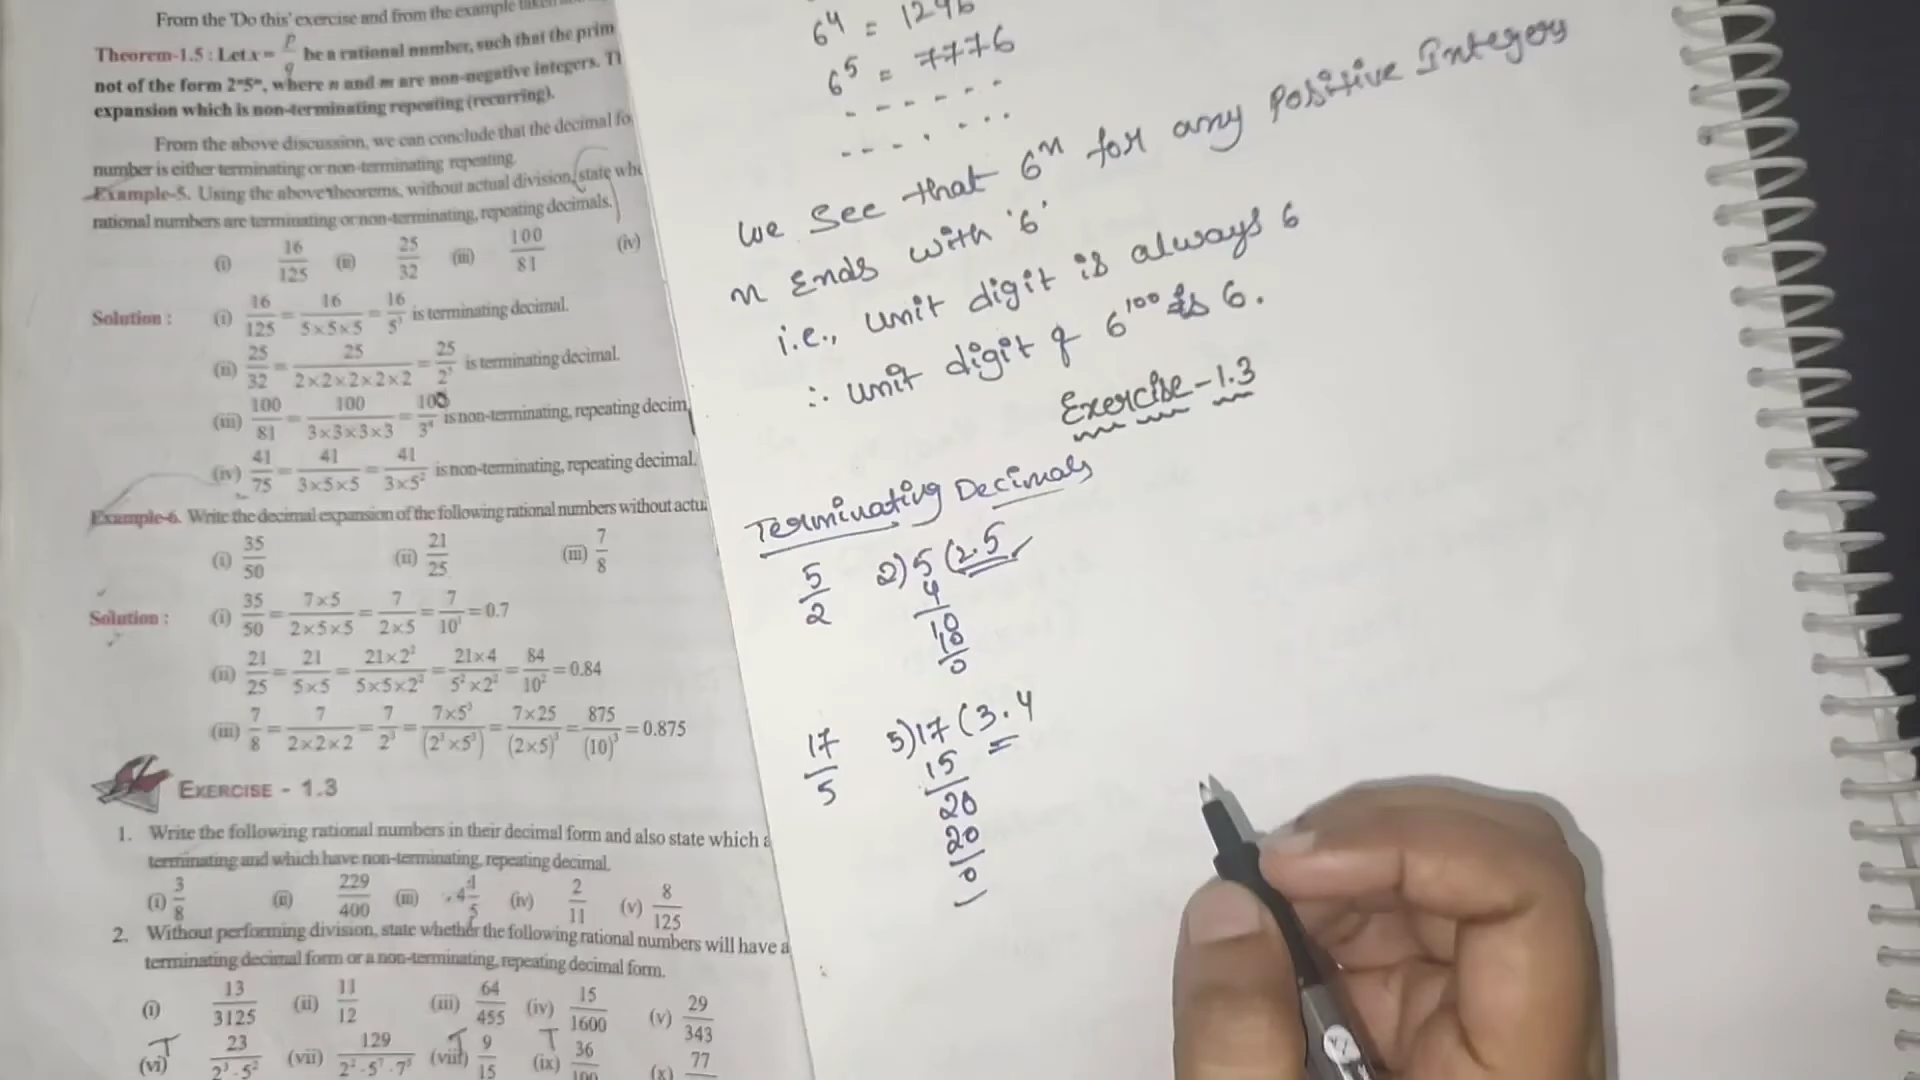 From the 'Do this' exercise and from the example taken
Theorem-1.5 : Let x = p/q be a rational number, such that the prim
not of the form 2ⁿ5ᵐ, where n and m are non-negative integers. T
expansion which is non-terminating repeating (recurring).
From the above discussion, we can conclude that the decimal fo
number is either terminating or non-terminating repeating.
Example-5. Using the above theorems, without actual division, state whe
rational numbers are terminating or non-terminating, repeating decimals.
(i) 16/125 (ii) 25/32 (iii) 100/81 (iv)
Solution : (i) 16/125 = 16/5×5×5 = 16/5³ is terminating decimal.
(ii) 25/32 = 25/2×2×2×2×2 = 25/2⁵ is terminating decimal.
(iii) 100/81 = 100/3×3×3×3 = 100/3⁴ is non-terminating, repeating decim
(iv) 41/75 = 41/3×5×5 = 41/3×5² is non-terminating, repeating decimal.
Example-6. Write the decimal expansion of the following rational numbers without actu
(i) 35/50 (ii) 21/25 (iii) 7/8
Solution : (i) 35/50 = 7×5/2×5×5 = 7/2×5 = 7/10¹ = 0.7
(ii) 21/25 = 21/5×5 = 21×2²/5×5×2² = 21×4/5²×2² = 84/10² = 0.84
(iii) 7/8 = 7/2×2×2 = 7/2³ = 7×5³/(2³×5³) = 7×25/(2×5)³ = 875/(10)³ = 0.875
EXERCISE - 1.3
1. Write the following rational numbers in their decimal form and also state which a
terminating and which have non-terminating, repeating decimal.
(i) 3/8 (ii) 229/400 (iii) 4 1/5 (iv) 2/11 (v) 8/125
2. Without performing division, state whether the following rational numbers will have a
terminating decimal form or a non-terminating, repeating decimal form.
(i) 13/3125 (ii) 11/12 (iii) 64/455 (iv) 15/1600 (v) 29/343
T T T
(vi) 23/2³·5² (vii) 129/2²·5⁷·7⁵ (viii) 9/15 (ix) 36/100 (x) 77
6⁴ = 1296
6⁵ = 7776
We see that 6ⁿ for any positive Integer
n Ends with '6'
i.e., unit digit is always 6
∴ unit digit of 6¹⁰⁰ is 6.
Exercise-1.3
Terminating Decimals
5/2 2)5(2.5
4
10
10
0
17/5 5)17(3.4
15
20
20
0